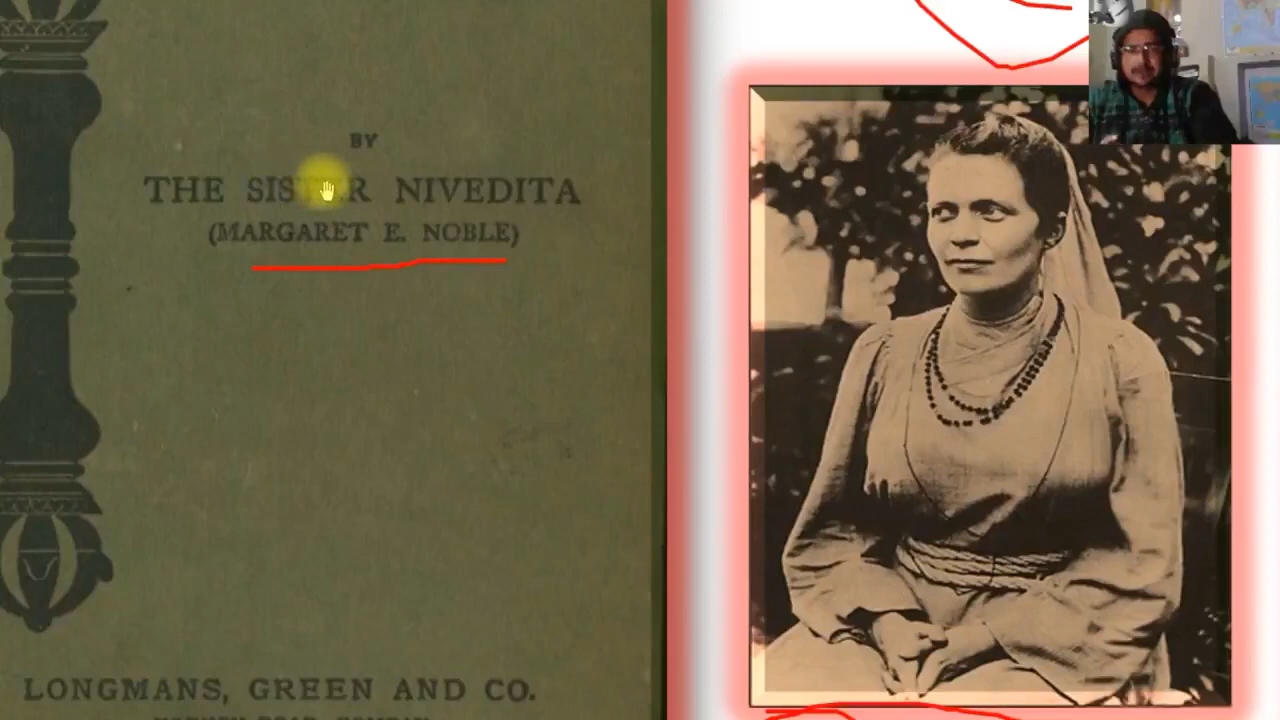 BY
THE SISTER NIVEDITA
(MARGARET E. NOBLE)
LONGMANS, GREEN AND CO.